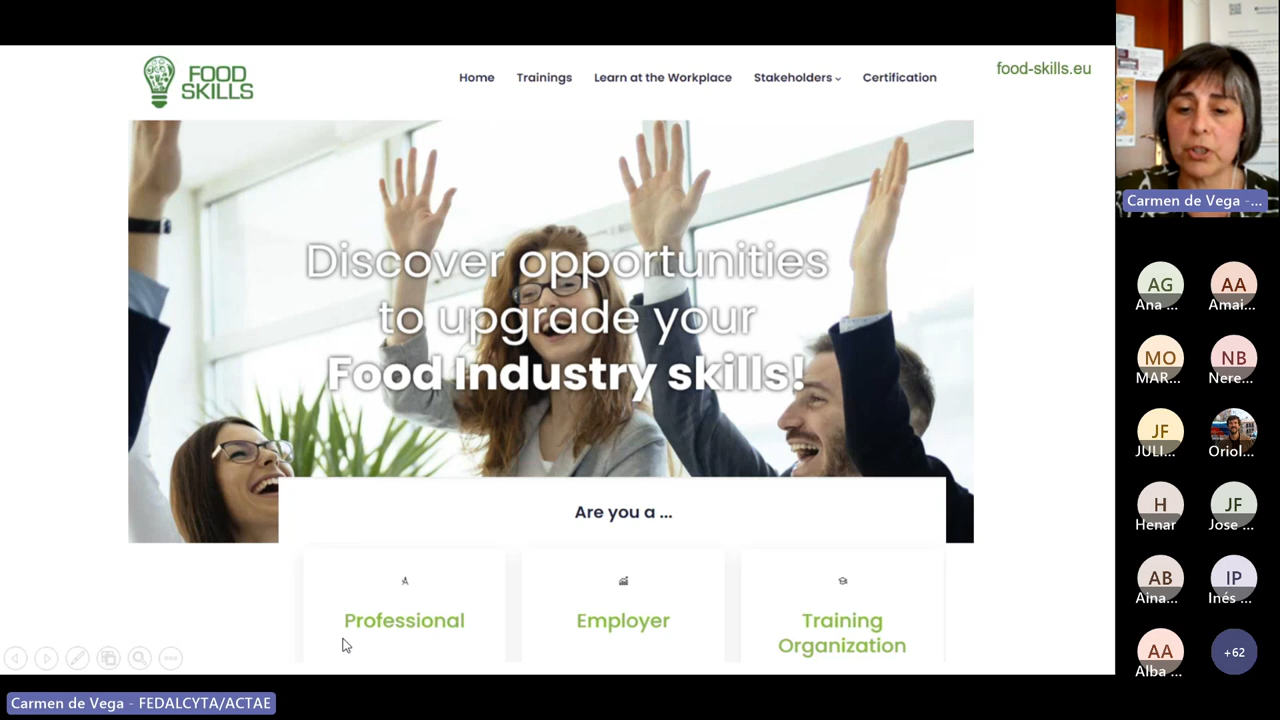 FOOD
SKILLS
Home
Trainings
Learn at the Workplace
Stakeholders
Certification
food-skills.eu
Discover opportunities
to upgrade your
Food Industry skills!
Are you a ...
Professional
Employer
Training
Organization
Carmen de Vega -...
AG
Ana ...
AA
Amai...
MO
MAR...
NB
Nere...
JF
JULI...
Oriol...
H
Henar
JF
Jose ...
AB
Aina...
IP
Inés ...
AA
Alba ...
+62
Carmen de Vega - FEDALCYTA/ACTAE